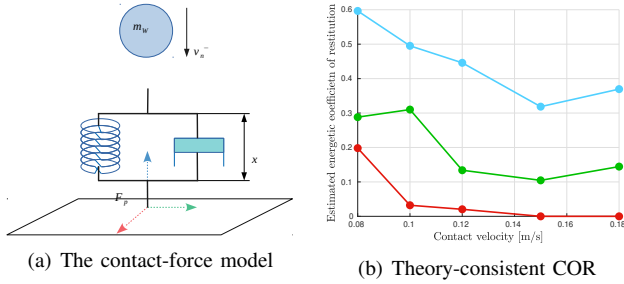 m_w
v_n^-
x
F_p
(a) The contact-force model
Estimated energetic coefficietn of restitution
0.6
0.5
0.4
0.3
0.2
0.1
0
0.08
0.1
0.12
0.14
0.16
0.18
Contact velocity [m/s]
(b) Theory-consistent COR